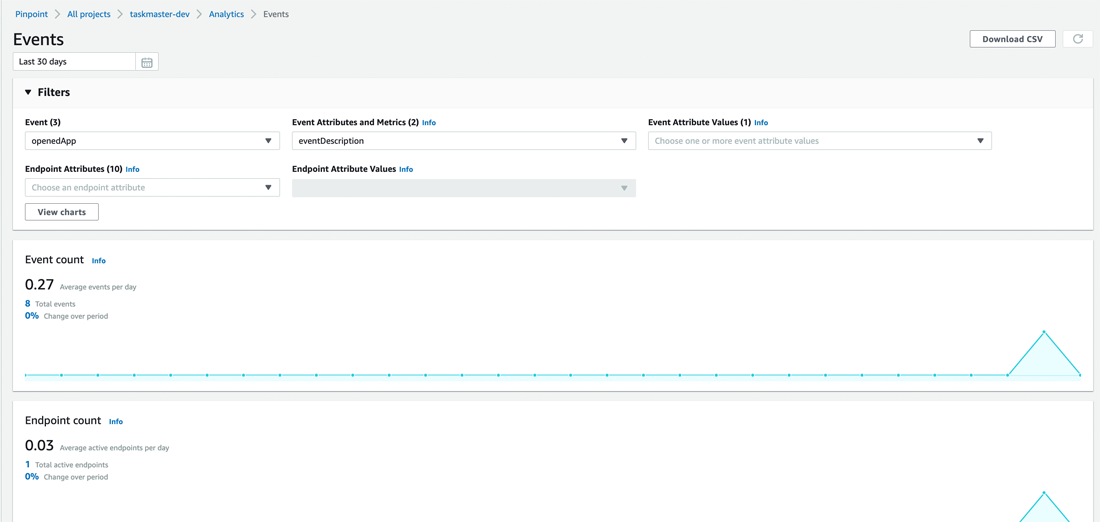 Pinpoint > All projects > taskmaster-dev > Analytics > Events
Events
Download CSV
Last 30 days
Filters
Event (3)
Event Attributes and Metrics (2) Info
Event Attribute Values (1) Info
openedApp
eventDescription
Choose one or more event attribute values
Endpoint Attributes (10) Info
Endpoint Attribute Values Info
Choose an endpoint attribute
View charts
Event count Info
0.27 Average events per day
8 Total events
0% Change over period
Endpoint count Info
0.03 Average active endpoints per day
1 Total active endpoints
0% Change over period